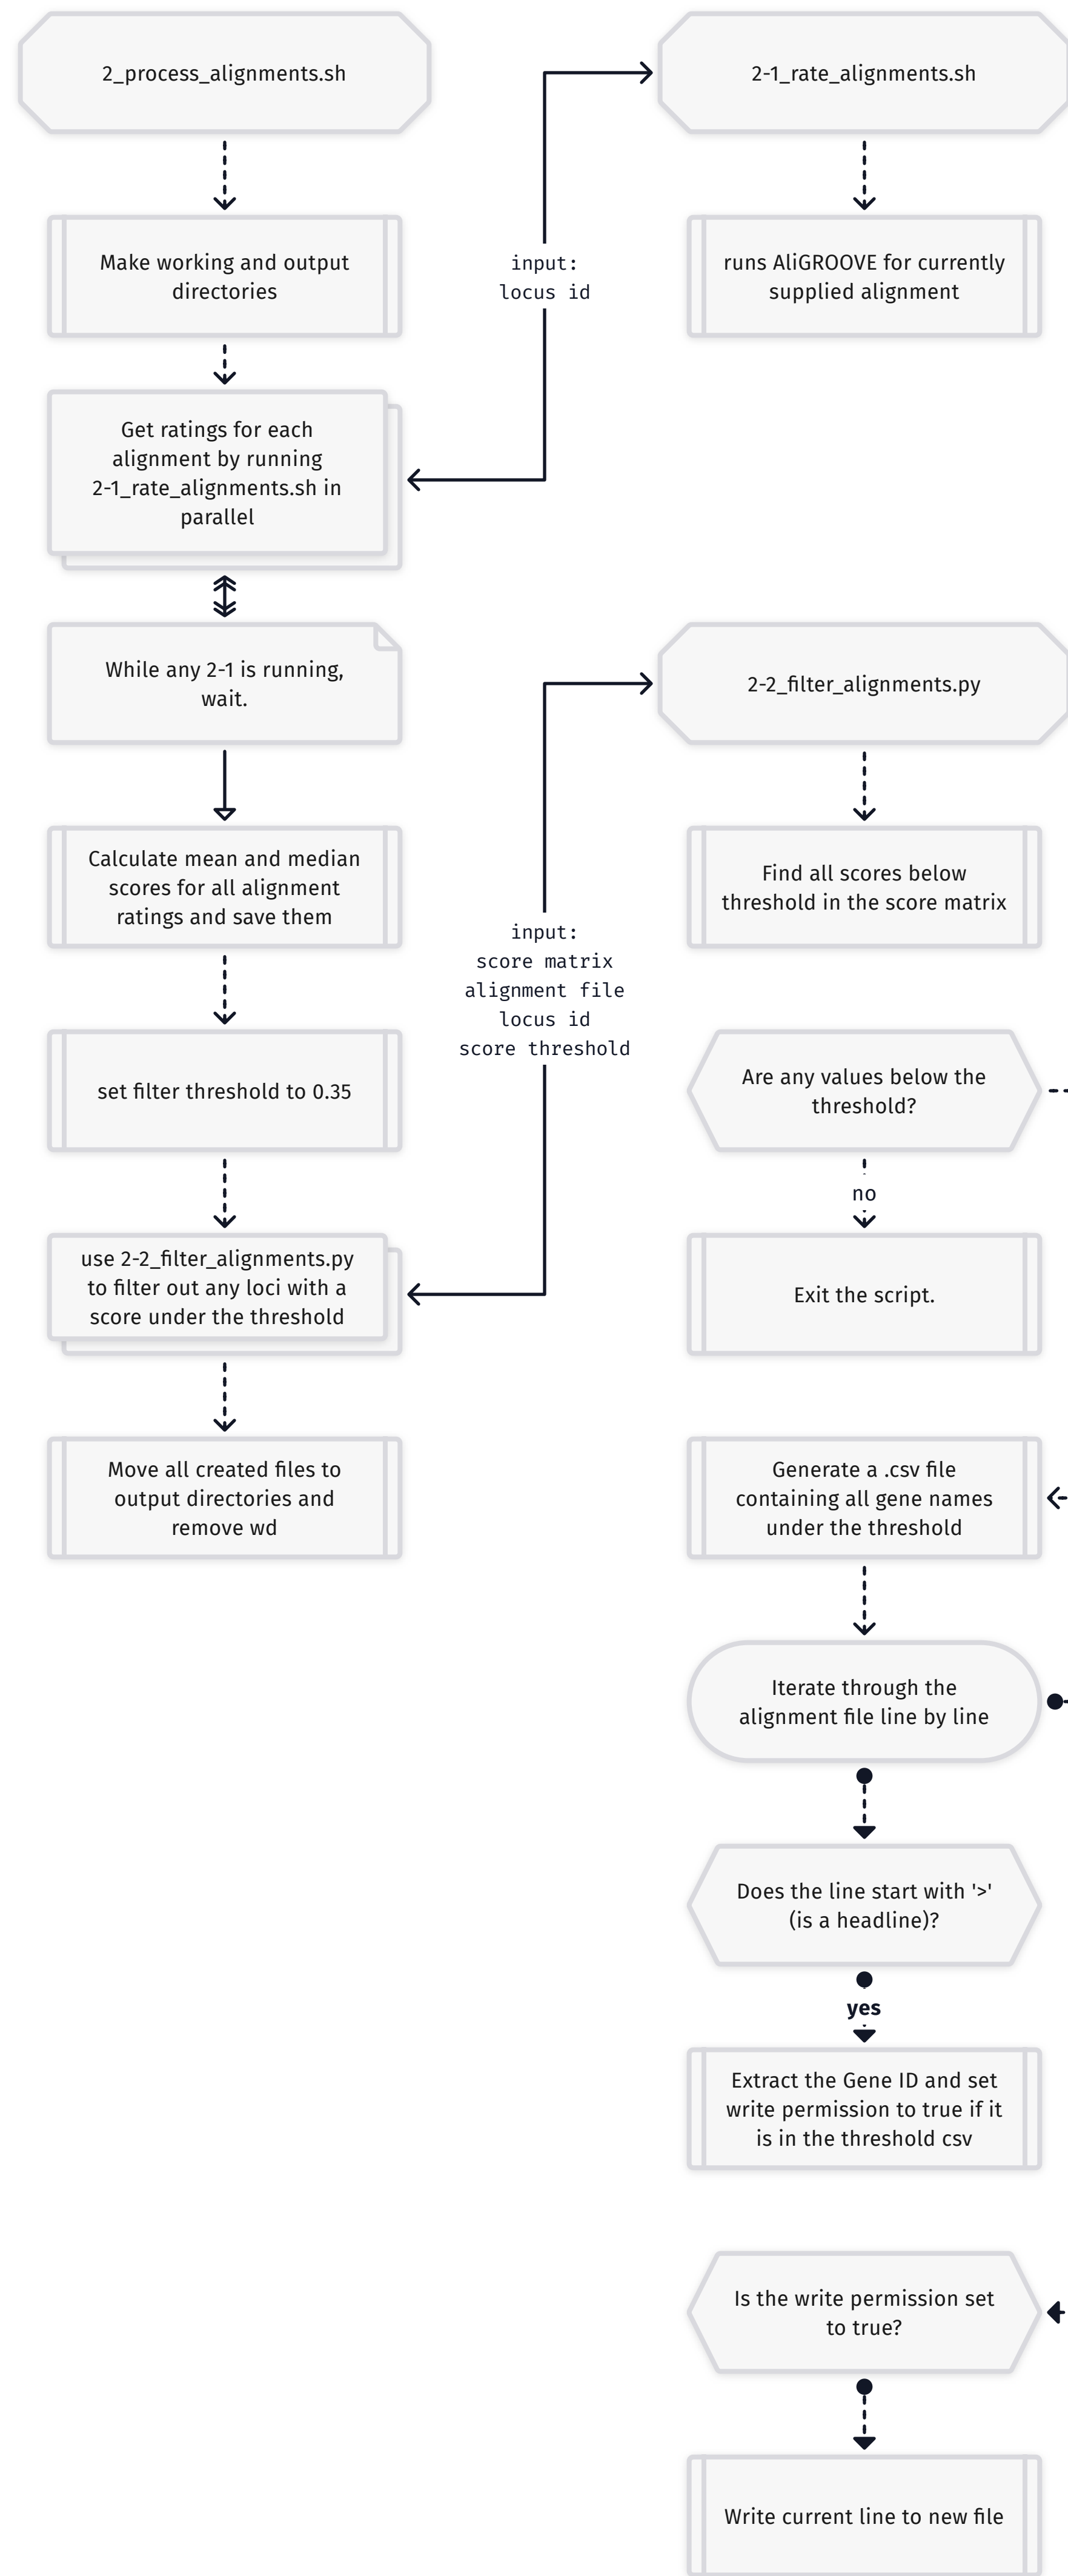 2_process_alignments.sh
Make working and output
directories
Get ratings for each
alignment by running
2-1_rate_alignments.sh in
parallel
While any 2-1 is running,
wait.
Calculate mean and median
scores for all alignment
ratings and save them
set filter threshold to 0.35
use 2-2_filter_alignments.py
to filter out any loci with a
score under the threshold
Move all created files to
output directories and
remove wd
input:
locus id
input:
score matrix
alignment file
locus id
score threshold
2-1_rate_alignments.sh
runs AliGROOVE for currently
supplied alignment
2-2_filter_alignments.py
Find all scores below
threshold in the score matrix
Are any values below the
threshold?
no
Exit the script.
Generate a .csv file
containing all gene names
under the threshold
Iterate through the
alignment file line by line
Does the line start with '>'
(is a headline)?
yes
Extract the Gene ID and set
write permission to true if it
is in the threshold csv
Is the write permission set
to true?
Write current line to new file